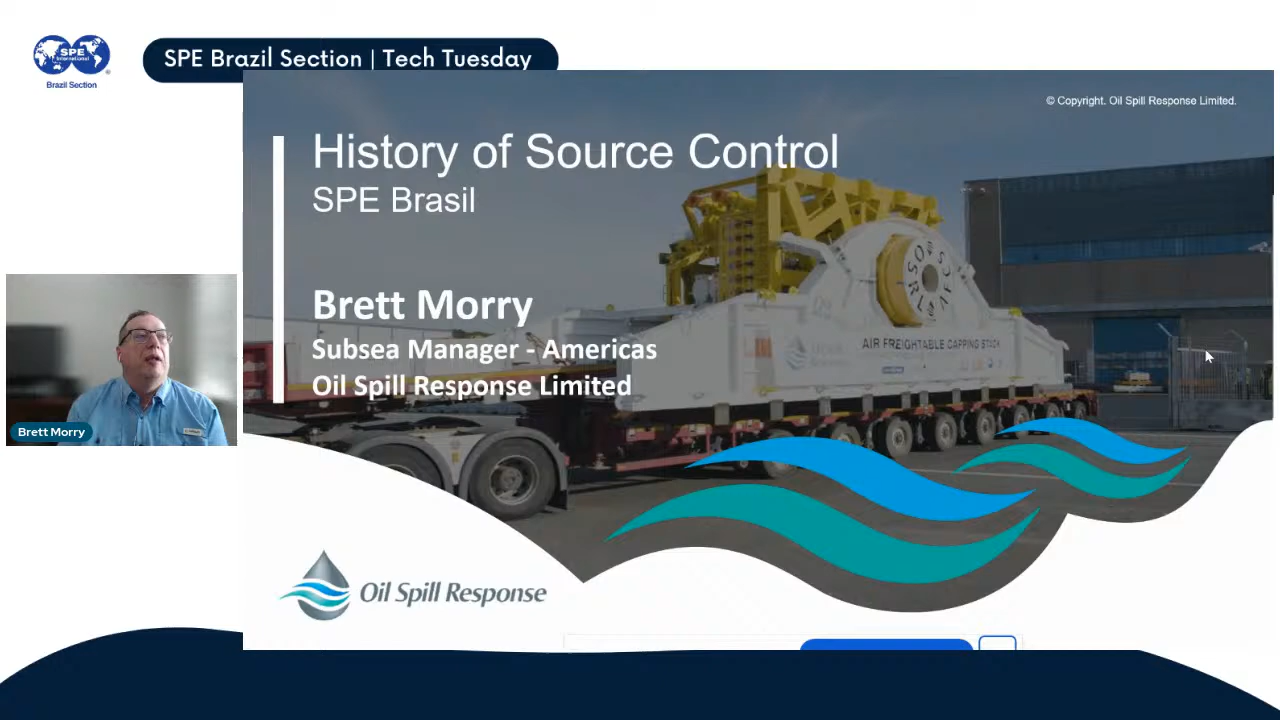 SPE
International
Brazil Section
SPE Brazil Section | Tech Tuesday
© Copyright. Oil Spill Response Limited.
History of Source Control
SPE Brasil
Brett Morry
Subsea Manager - Americas
Oil Spill Response Limited
AIR FREIGHTABLE CAPPING STACK
Brett Morry
Oil Spill Response